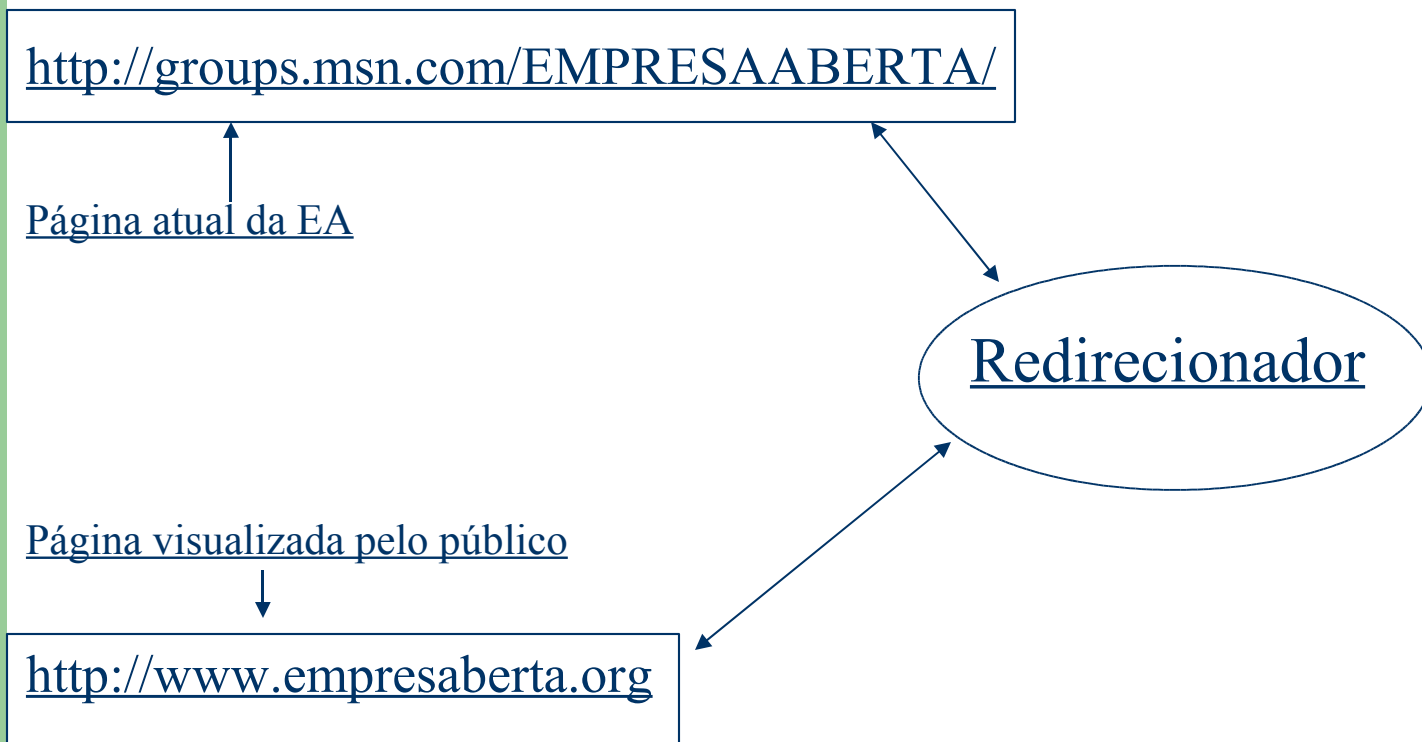 http://groups.msn.com/EMPRESAABERTA/
Página atual da EA
Redirecionador
Página visualizada pelo público
http://www.empresaberta.org